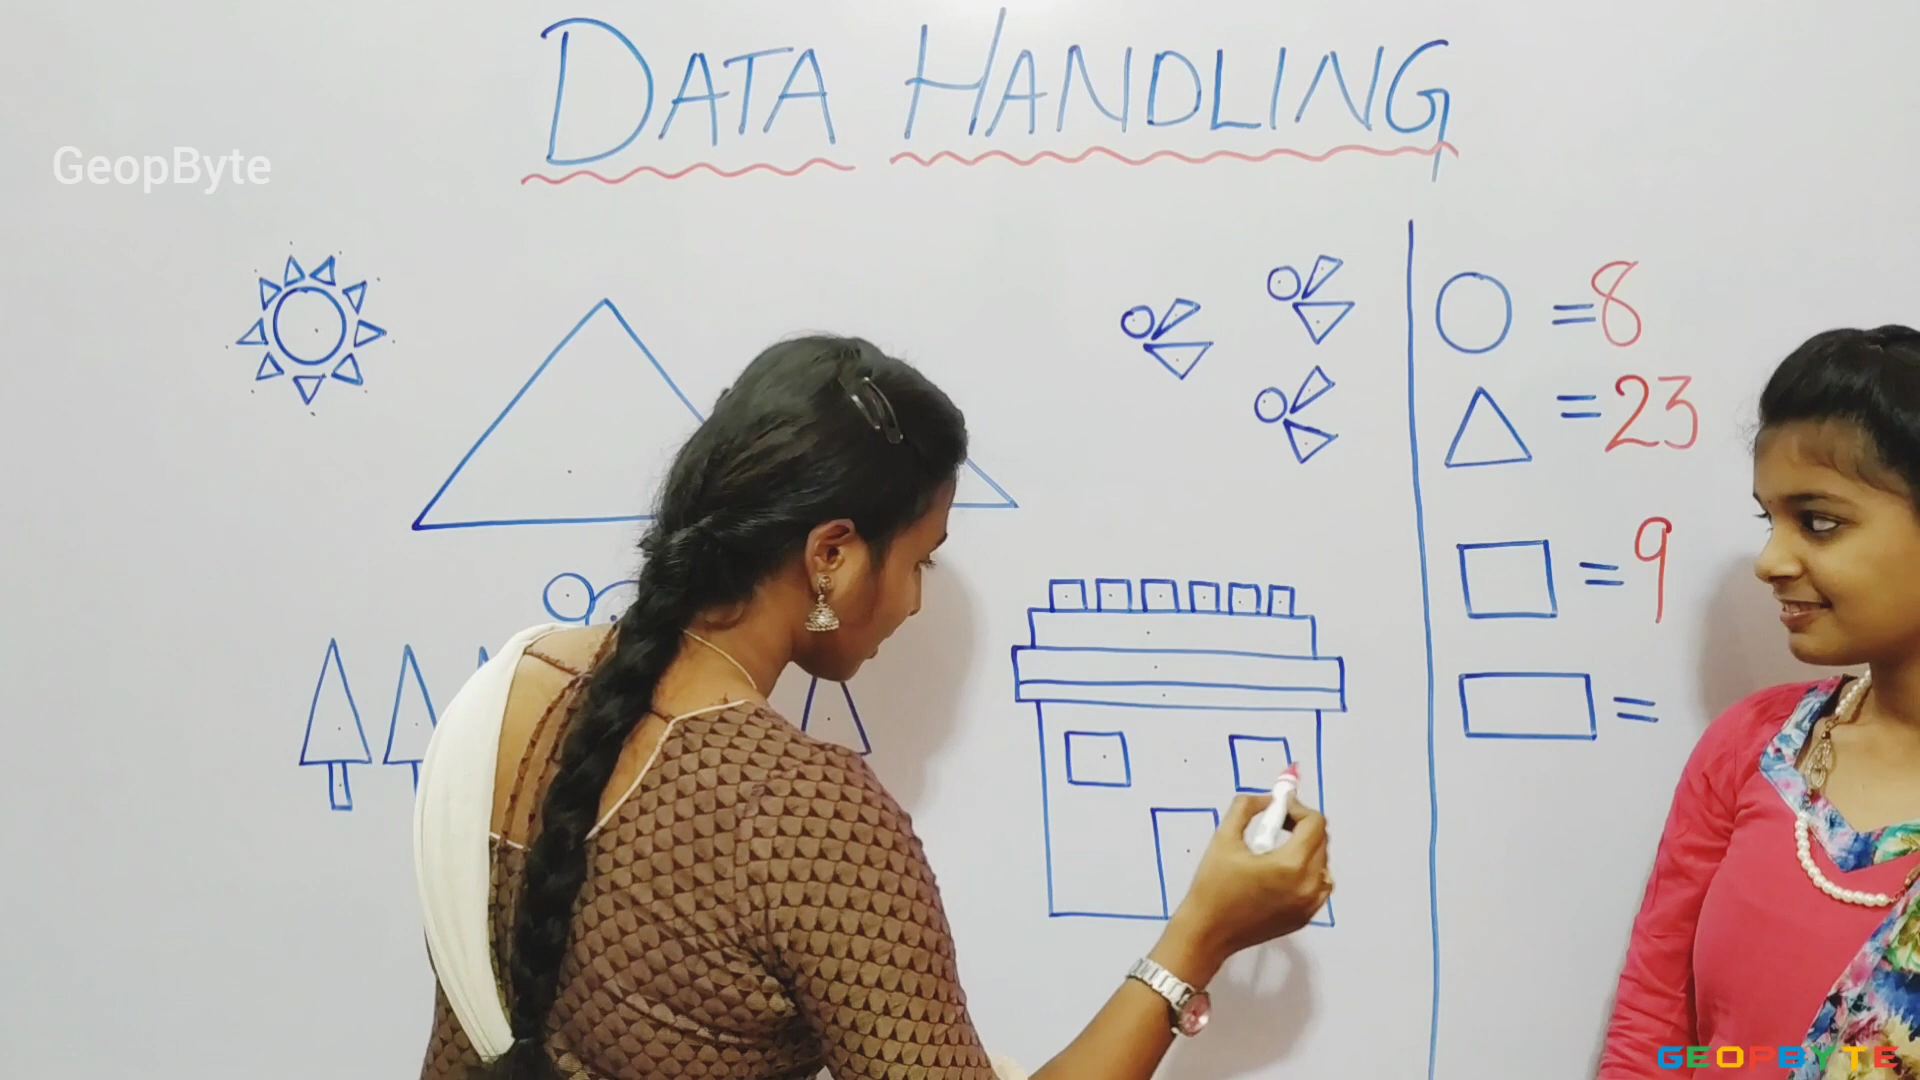 DATA HANDLING
GeopByte
= 8
= 23
= 9
=
GEOPBYTE